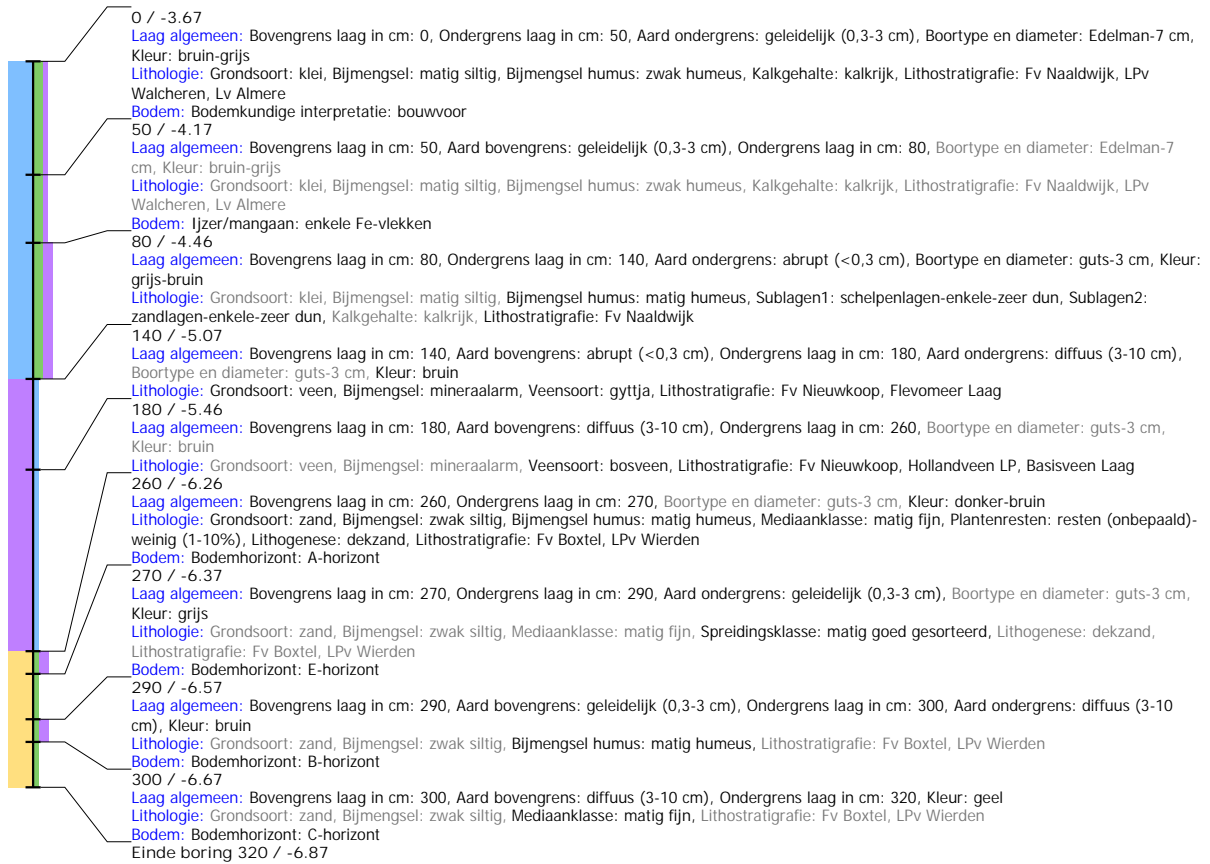 0 / -3.67
Laag algemeen: Bovengrens laag in cm: 0, Ondergrens laag in cm: 50, Aard ondergrens: geleidelijk (0,3-3 cm), Boortype en diameter: Edelman-7 cm,
Kleur: bruin-grijs
Lithologie: Grondsoort: klei, Bijmengsel: matig siltig, Bijmengsel humus: zwak humeus, Kalkgehalte: kalkrijk, Lithostratigrafie: Fv Naaldwijk, LPv
Walcheren, Lv Almere
Bodem: Bodemkundige interpretatie: bouwvoor
50 / -4.17
Laag algemeen: Bovengrens laag in cm: 50, Aard bovengrens: geleidelijk (0,3-3 cm), Ondergrens laag in cm: 80, Boortype en diameter: Edelman-7
cm, Kleur: bruin-grijs
Lithologie: Grondsoort: klei, Bijmengsel: matig siltig, Bijmengsel humus: zwak humeus, Kalkgehalte: kalkrijk, Lithostratigrafie: Fv Naaldwijk, LPv
Walcheren, Lv Almere
Bodem: Ijzer/mangaan: enkele Fe-vlekken
80 / -4.46
Laag algemeen: Bovengrens laag in cm: 80, Ondergrens laag in cm: 140, Aard ondergrens: abrupt (<0,3 cm), Boortype en diameter: guts-3 cm, Kleur:
grijs-bruin
Lithologie: Grondsoort: klei, Bijmengsel: matig siltig, Bijmengsel humus: matig humeus, Sublagen1: schelpenlagen-enkele-zeer dun, Sublagen2:
zandlagen-enkele-zeer dun, Kalkgehalte: kalkrijk, Lithostratigrafie: Fv Naaldwijk
140 / -5.07
Laag algemeen: Bovengrens laag in cm: 140, Aard bovengrens: abrupt (<0,3 cm), Ondergrens laag in cm: 180, Aard ondergrens: diffuus (3-10 cm),
Boortype en diameter: guts-3 cm, Kleur: bruin
Lithologie: Grondsoort: veen, Bijmengsel: mineraalarm, Veensoort: gyttja, Lithostratigrafie: Fv Nieuwkoop, Flevomeer Laag
180 / -5.46
Laag algemeen: Bovengrens laag in cm: 180, Aard bovengrens: diffuus (3-10 cm), Ondergrens laag in cm: 260, Boortype en diameter: guts-3 cm,
Kleur: bruin
Lithologie: Grondsoort: veen, Bijmengsel: mineraalarm, Veensoort: bosveen, Lithostratigrafie: Fv Nieuwkoop, Hollandveen LP, Basisveen Laag
260 / -6.26
Laag algemeen: Bovengrens laag in cm: 260, Ondergrens laag in cm: 270, Boortype en diameter: guts-3 cm, Kleur: donker-bruin
Lithologie: Grondsoort: zand, Bijmengsel: zwak siltig, Bijmengsel humus: matig humeus, Mediaanklasse: matig fijn, Plantenresten: resten (onbepaald)-
weinig (1-10%), Lithogenese: dekzand, Lithostratigrafie: Fv Boxtel, LPv Wierden
Bodem: Bodemhorizont: A-horizont
270 / -6.37
Laag algemeen: Bovengrens laag in cm: 270, Ondergrens laag in cm: 290, Aard ondergrens: geleidelijk (0,3-3 cm), Boortype en diameter: guts-3 cm,
Kleur: grijs
Lithologie: Grondsoort: zand, Bijmengsel: zwak siltig, Mediaanklasse: matig fijn, Spreidingsklasse: matig goed gesorteerd, Lithogenese: dekzand,
Lithostratigrafie: Fv Boxtel, LPv Wierden
Bodem: Bodemhorizont: E-horizont
290 / -6.57
Laag algemeen: Bovengrens laag in cm: 290, Aard bovengrens: geleidelijk (0,3-3 cm), Ondergrens laag in cm: 300, Aard ondergrens: diffuus (3-10
cm), Kleur: bruin
Lithologie: Grondsoort: zand, Bijmengsel: zwak siltig, Bijmengsel humus: matig humeus, Lithostratigrafie: Fv Boxtel, LPv Wierden
Bodem: Bodemhorizont: B-horizont
300 / -6.67
Laag algemeen: Bovengrens laag in cm: 300, Aard bovengrens: diffuus (3-10 cm), Ondergrens laag in cm: 320, Kleur: geel
Lithologie: Grondsoort: zand, Bijmengsel: zwak siltig, Mediaanklasse: matig fijn, Lithostratigrafie: Fv Boxtel, LPv Wierden
Bodem: Bodemhorizont: C-horizont
Einde boring 320 / -6.87